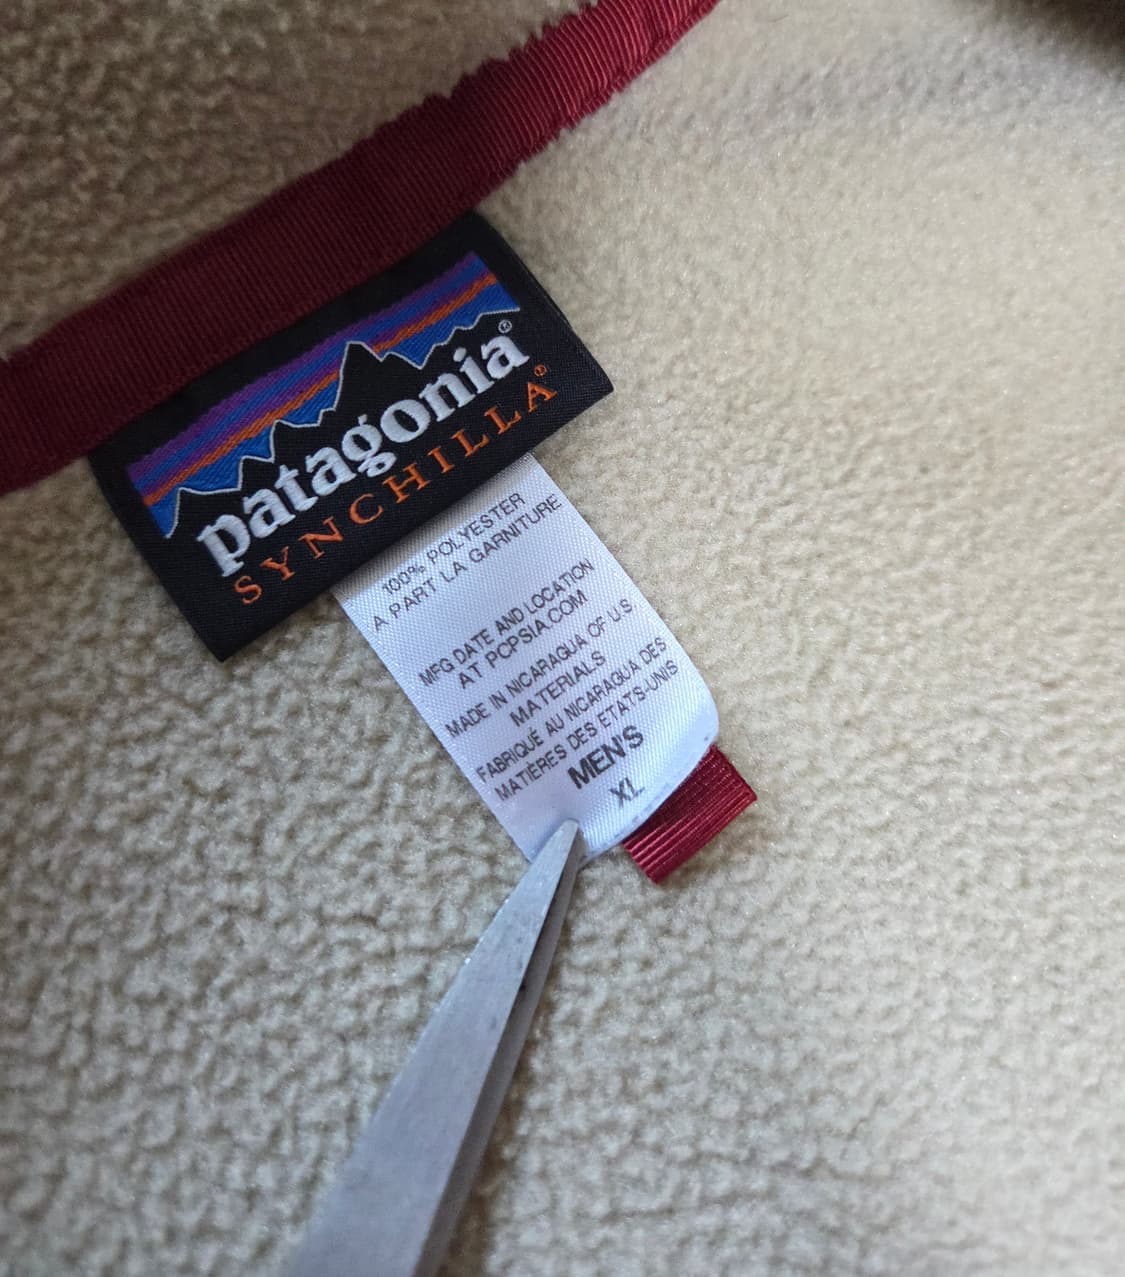 patagonia®
SYNCHILLA®
100% POLYESTER
A PART LA GARNITURE
MFG DATE AND LOCATION
AT PCPSIA.COM
MADE IN NICARAGUA OF U.S.
MATERIALS
FABRIQUÉ AU NICARAGUA DES
MATIÈRES DES ETATS-UNIS
MEN'S
XL